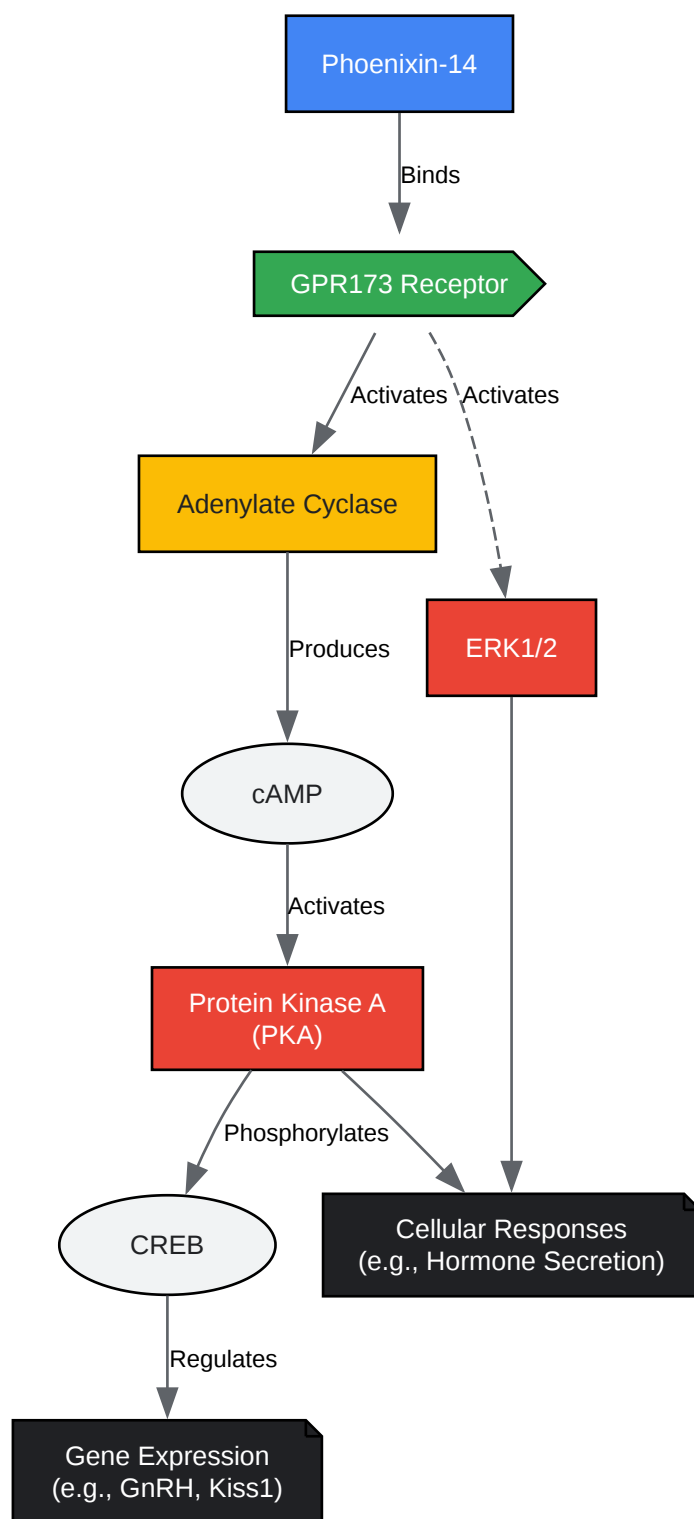 Phoenixin-14
Binds
GPR173 Receptor
Activates
Activates
Adenylate Cyclase
Produces
ERK1/2
cAMP
Activates
Protein Kinase A
(PKA)
Phosphorylates
CREB
Cellular Responses
(e.g., Hormone Secretion)
Regulates
Gene Expression
(e.g., GnRH, Kiss1)